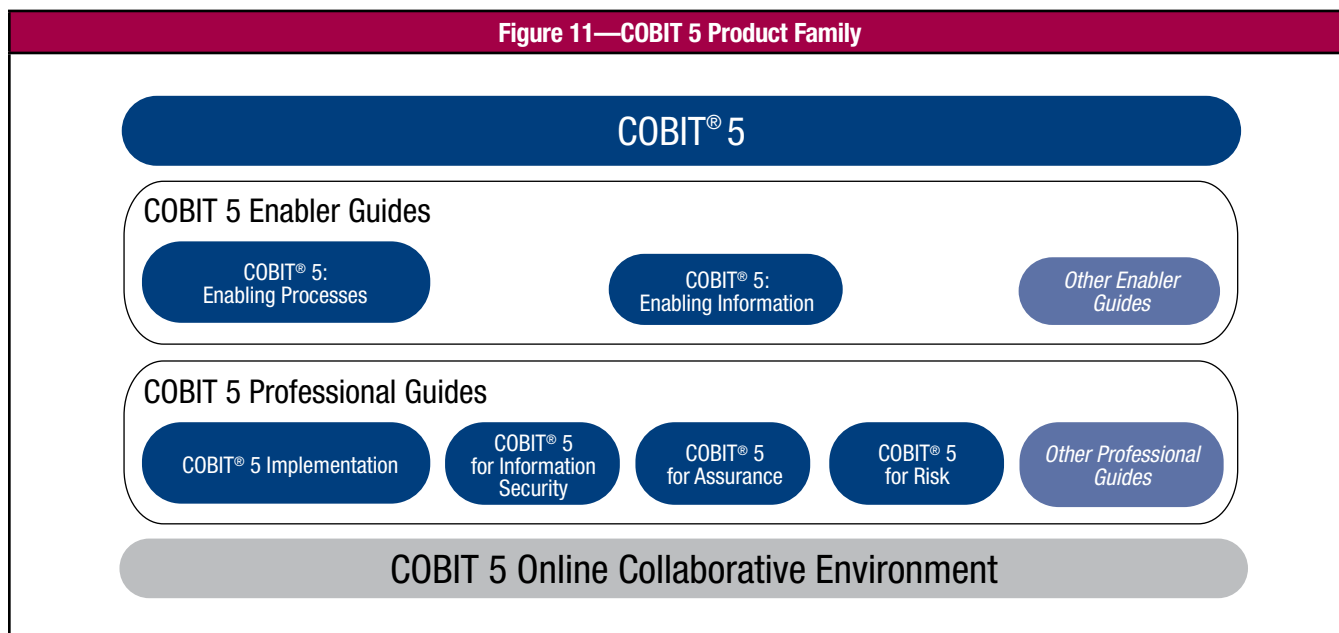 Figure 11—COBIT 5 Product Family
COBIT® 5
COBIT 5 Enabler Guides
COBIT® 5:
Enabling Processes
COBIT® 5:
Enabling Information
Other Enabler
Guides
COBIT 5 Professional Guides
COBIT® 5 Implementation
COBIT® 5
for Information
Security
COBIT® 5
for Assurance
COBIT® 5
for Risk
Other Professional
Guides
COBIT 5 Online Collaborative Environment